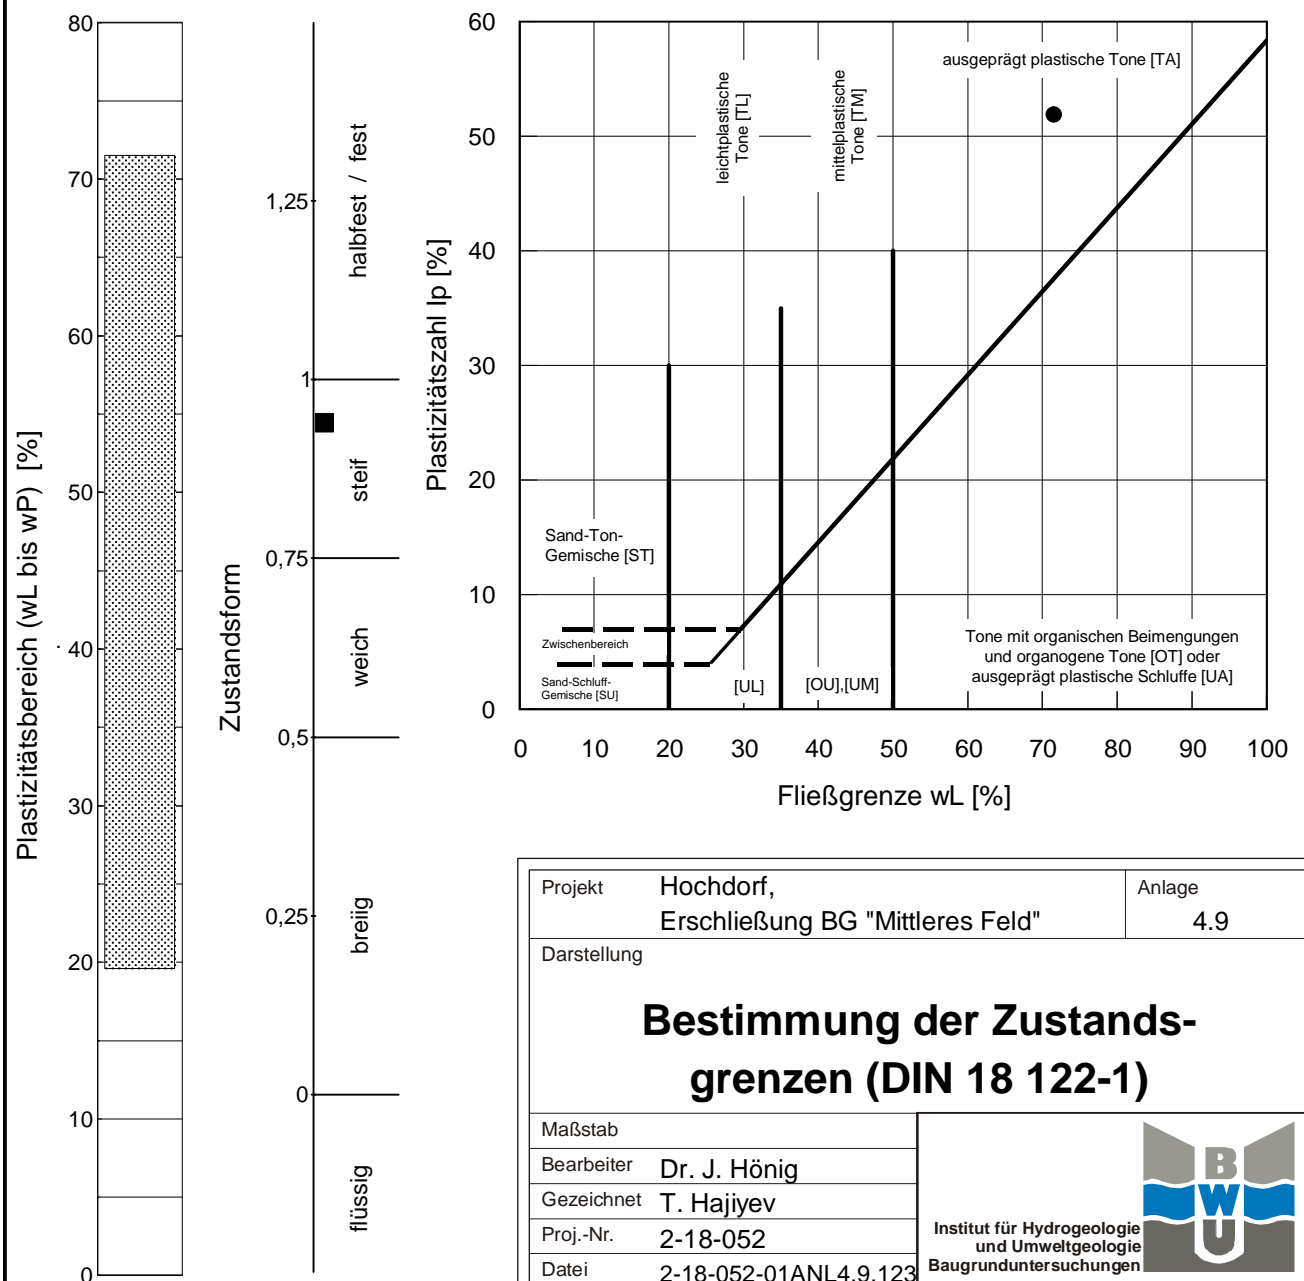 Plastizitätsbereich (wL bis wP) [%]
80
70
60
50
40
30
20
10
0
Zustandsform
1,25
1
0,75
0,5
0,25
0
halbfest / fest
steif
weich
breiig
flüssig
Plastizitätszahl Ip [%]
60
50
40
30
20
10
0
leichtplastische
Tone [TL]
mittelplastische
Tone [TM]
ausgeprägt plastische Tone [TA]
Sand-Ton-
Gemische [ST]
Zwischenbereich
Sand-Schluff-
Gemische [SU]
[UL]
[OU],[UM]
Tone mit organischen Beimengungen
und organogene Tone [OT] oder
ausgeprägt plastische Schluffe [UA]
0 10 20 30 40 50 60 70 80 90 100
Fließgrenze wL [%]
Projekt Hochdorf,
Erschließung BG "Mittleres Feld"
Anlage
4.9
Darstellung
Bestimmung der Zustands-
grenzen (DIN 18 122-1)
Maßstab
Bearbeiter Dr. J. Hönig
Gezeichnet T. Hajiyev
Proj.-Nr. 2-18-052
Datei 2-18-052-01ANL4.9.123
Institut für Hydrogeologie
und Umweltgeologie
Baugrunduntersuchungen
B
W
U